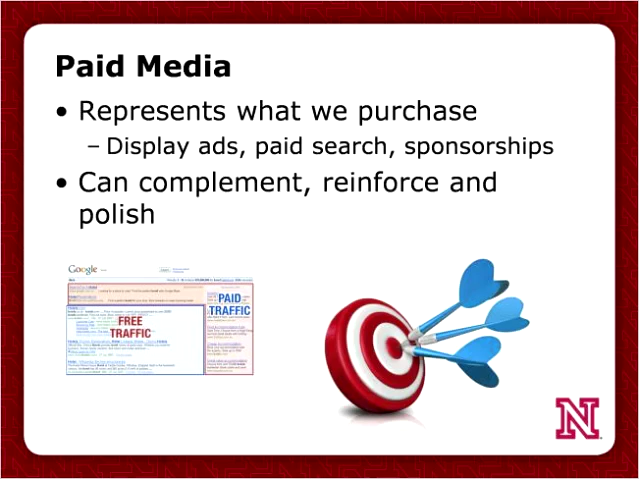 Paid Media
• Represents what we purchase
– Display ads, paid search, sponsorships
• Can complement, reinforce and
polish
Google
PAID
TRAFFIC
FREE
TRAFFIC
N